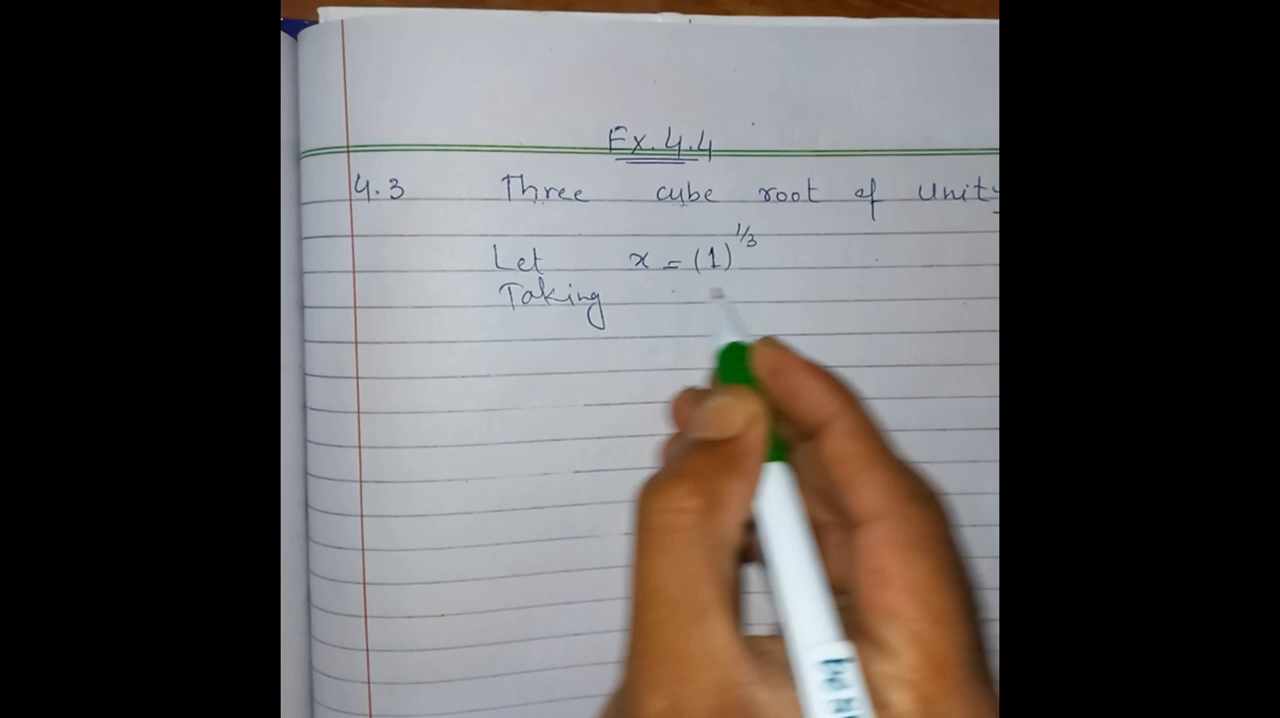 Ex. 4.4
4.3 Three cube root of Unity
Let x = (1)^1/3
Taking